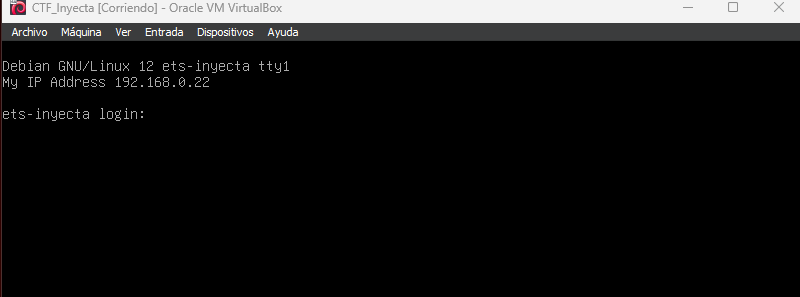 CTF_Inyecta [Corriendo] - Oracle VM VirtualBox
Archivo Máquina Ver Entrada Dispositivos Ayuda
Debian GNU/Linux 12 ets-inyecta tty1
My IP Address 192.168.0.22
ets-inyecta login: